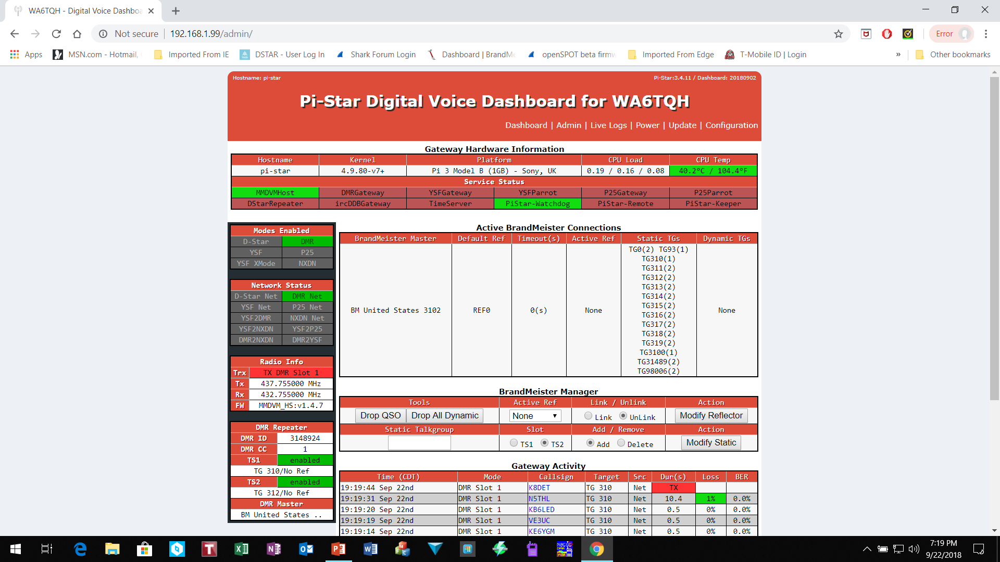 WA6TQH - Digital Voice Dashboa
Not secure 192.168.1.99/admin/ Error
Apps MSN.com - Hotmail, Imported From IE DSTAR - User Log In Shark Forum Login Dashboard | BrandMe openSPOT beta firmw Imported From Edge T-Mobile ID | Login » Other bookmarks
Hostname: pi-star Pi-Star:3.4.11 / Dashboard: 20180902
Pi-Star Digital Voice Dashboard for WA6TQH
Dashboard | Admin | Live Logs | Power | Update | Configuration
Gateway Hardware Information
Hostname Kernel Platform CPU Load CPU Temp
pi-star 4.9.80-v7+ Pi 3 Model B (1GB) - Sony, UK 0.19 / 0.16 / 0.08 40.2°C / 104.4°F
Service Status
MMDVMHost DMRGateway YSFGateway YSFParrot P25Gateway P25Parrot
DStarRepeater ircDDBGateway TimeServer PiStar-Watchdog PiStar-Remote PiStar-Keeper
Modes Enabled
D-Star DMR
YSF P25
YSF XMode NXDN
Network Status
D-Star Net DMR Net
YSF Net P25 Net
YSF2DMR NXDN Net
YSF2NXDN YSF2P25
DMR2NXDN DMR2YSF
Radio Info
Trx TX DMR Slot 1
Tx 437.755000 MHz
Rx 432.755000 MHz
FW MMDVM_HS:v1.4.7
DMR Repeater
DMR ID 3148924
DMR CC 1
TS1 enabled
TG 310/No Ref
TS2 enabled
TG 312/No Ref
DMR Master
BM United States ..
Active BrandMeister Connections
BrandMeister Master Default Ref Timeout(s) Active Ref Static TGs Dynamic TGs
BM United States 3102 REF0 0(s) None
TG0(2) TG93(1)
TG310(1)
TG311(2)
TG312(2)
TG313(2)
TG314(2)
TG315(2)
TG316(2)
TG317(2)
TG318(2)
TG319(2)
TG3100(1)
TG31489(2)
TG98006(2)
None
BrandMeister Manager
Tools Active Ref Link / Unlink Action
Drop QSO Drop All Dynamic None Link UnLink Modify Reflector
Static Talkgroup Slot Add / Remove Action
TS1 TS2 Add Delete Modify Static
Gateway Activity
Time (CDT) Mode Callsign Target Src Dur(s) Loss BER
19:19:44 Sep 22nd DMR Slot 1 K8DET TG 310 Net TX
19:19:31 Sep 22nd DMR Slot 1 N5THL TG 310 Net 10.4 1% 0.0%
19:19:20 Sep 22nd DMR Slot 1 KB6LED TG 310 Net 0.5 0% 0.0%
19:19:19 Sep 22nd DMR Slot 1 VE3UC TG 310 Net 0.5 0% 0.0%
19:19:14 Sep 22nd DMR Slot 1 KE6YGM TG 310 Net 0.5 0% 0.0%
7:19 PM
9/22/2018